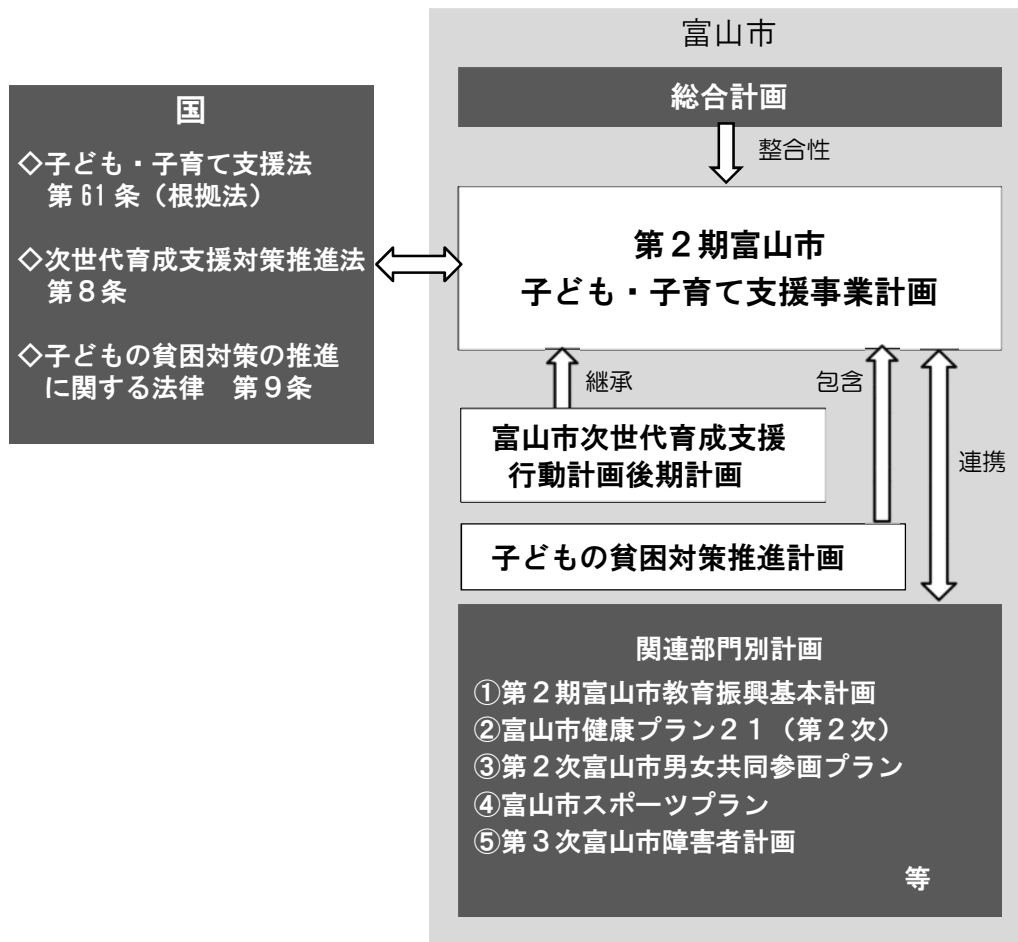 富山市
総合計画
整合性
国
◇子ども・子育て支援法
第61条（根拠法）
◇次世代育成支援対策推進法
第８条
◇子どもの貧困対策の推進
に関する法律　第９条
第２期富山市
子ども・子育て支援事業計画
継承
包含
連携
富山市次世代育成支援
行動計画後期計画
子どもの貧困対策推進計画
関連部門別計画
①第２期富山市教育振興基本計画
②富山市健康プラン２１（第２次）
③第２次富山市男女共同参画プラン
④富山市スポーツプラン
⑤第３次富山市障害者計画
等